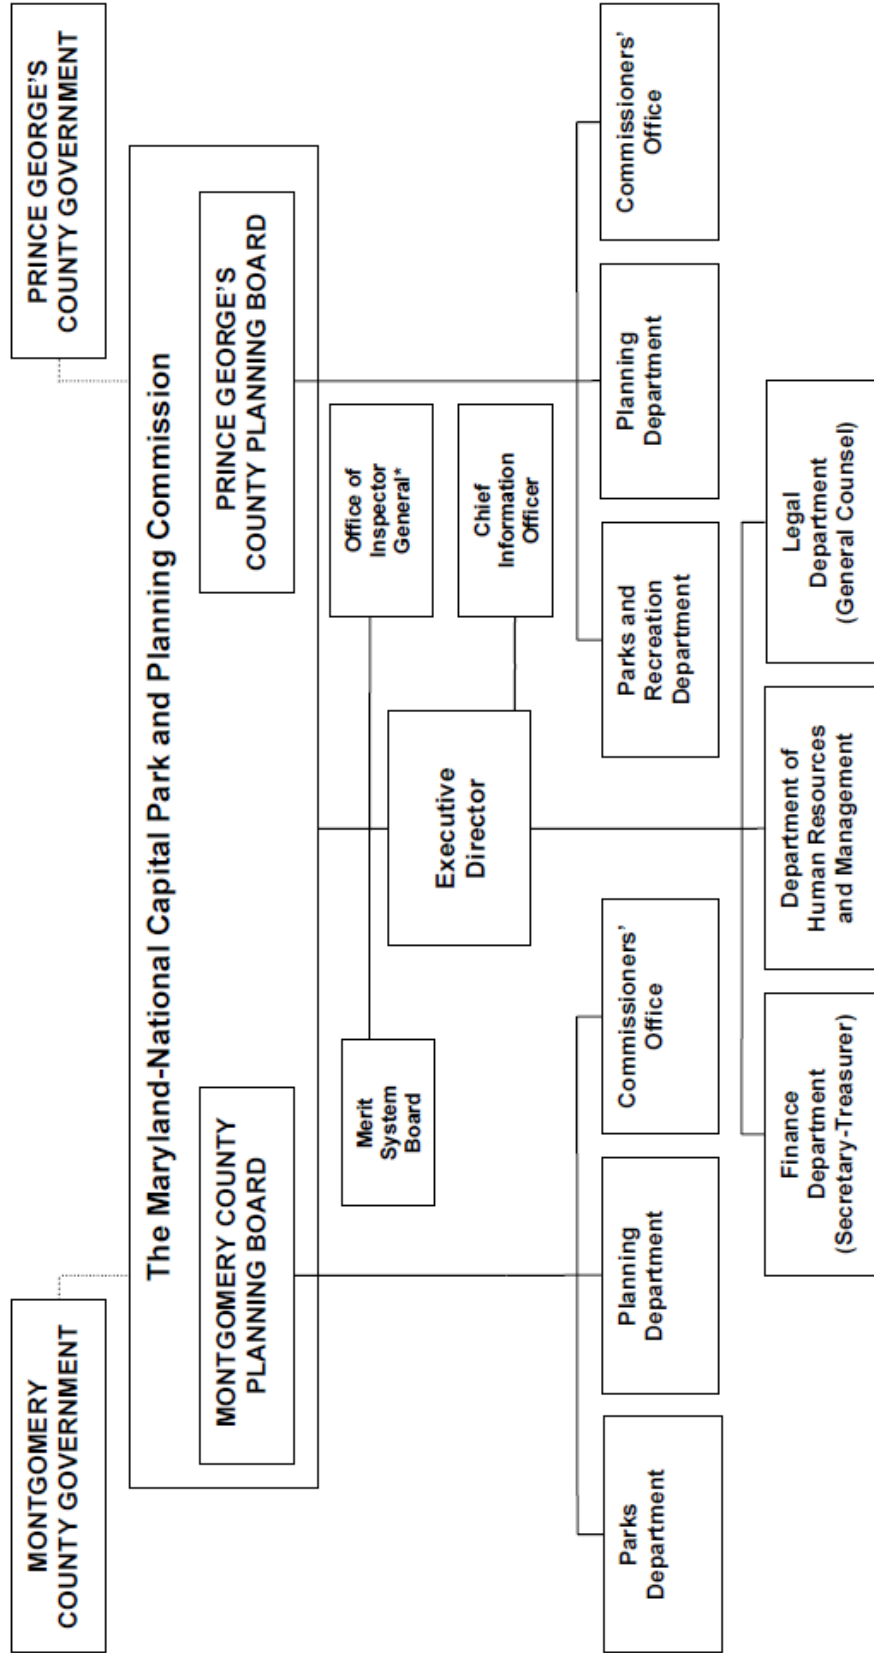 MONTGOMERY
COUNTY GOVERNMENT
PRINCE GEORGE'S
COUNTY GOVERNMENT
The Maryland-National Capital Park and Planning Commission
MONTGOMERY COUNTY
PLANNING BOARD
PRINCE GEORGE'S
COUNTY PLANNING BOARD
Merit
System
Board
Office of
Inspector
General*
Executive
Director
Chief
Information
Officer
Parks
Department
Planning
Department
Commissioners'
Office
Parks and
Recreation
Department
Planning
Department
Commissioners'
Office
Finance
Department
(Secretary-Treasurer)
Department of
Human Resources
and Management
Legal
Department
(General Counsel)